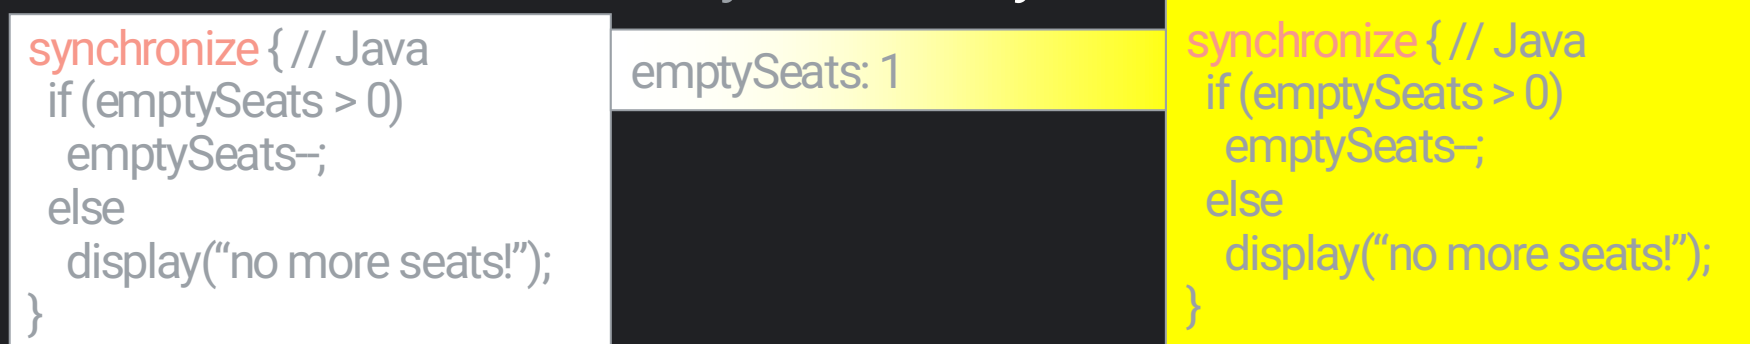 synchronize { // Java
if (emptySeats > 0)
emptySeats--;
else
display(“no more seats!”);
}
emptySeats: 1
synchronize { // Java
if (emptySeats > 0)
emptySeats--;
else
display(“no more seats!”);
}